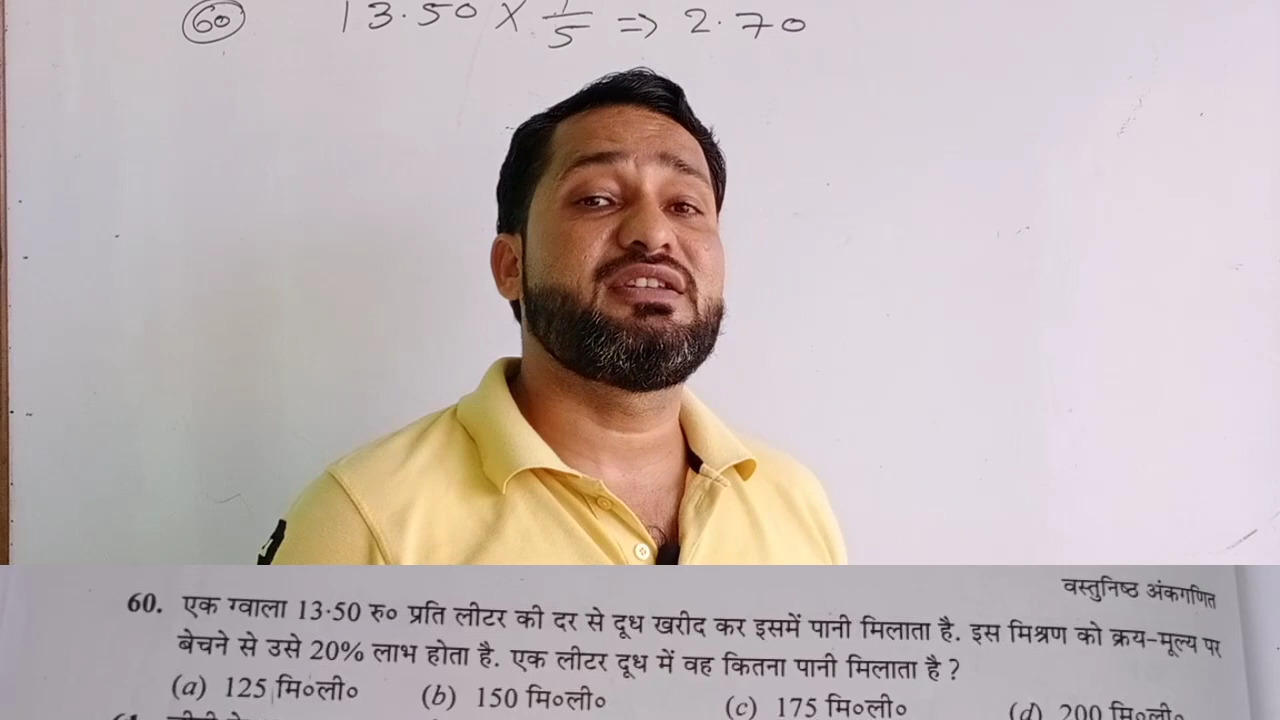 60 13.50 × 1/5 => 2.70
वस्तुनिष्ठ अंकगणित
60. एक ग्वाला 13·50 रु० प्रति लीटर की दर से दूध खरीद कर इसमें पानी मिलाता है. इस मिश्रण को क्रय-मूल्य पर
बेचने से उसे 20% लाभ होता है. एक लीटर दूध में वह कितना पानी मिलाता है ?
(a) 125 मि०ली० (b) 150 मि०ली० (c) 175 मि०ली० (d) 200 मि०ली०